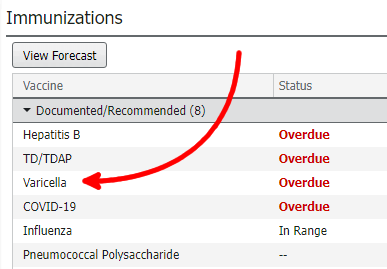 Immunizations
View Forecast
Vaccine Status
Documented/Recommended (8)
Hepatitis B Overdue
TD/TDAP Overdue
Varicella Overdue
COVID-19 Overdue
Influenza In Range
Pneumococcal Polysaccharide --